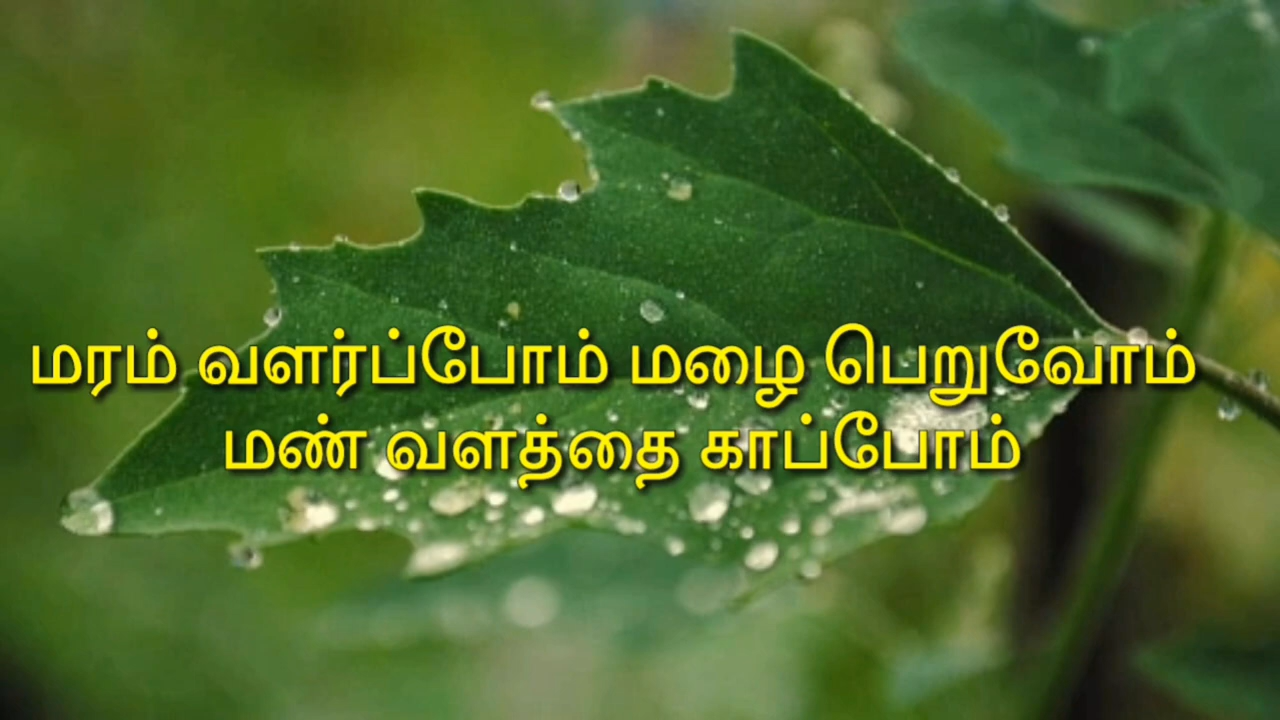 மரம் வளர்ப்போம் மழை பெறுவோம்
மண் வளத்தை காப்போம்